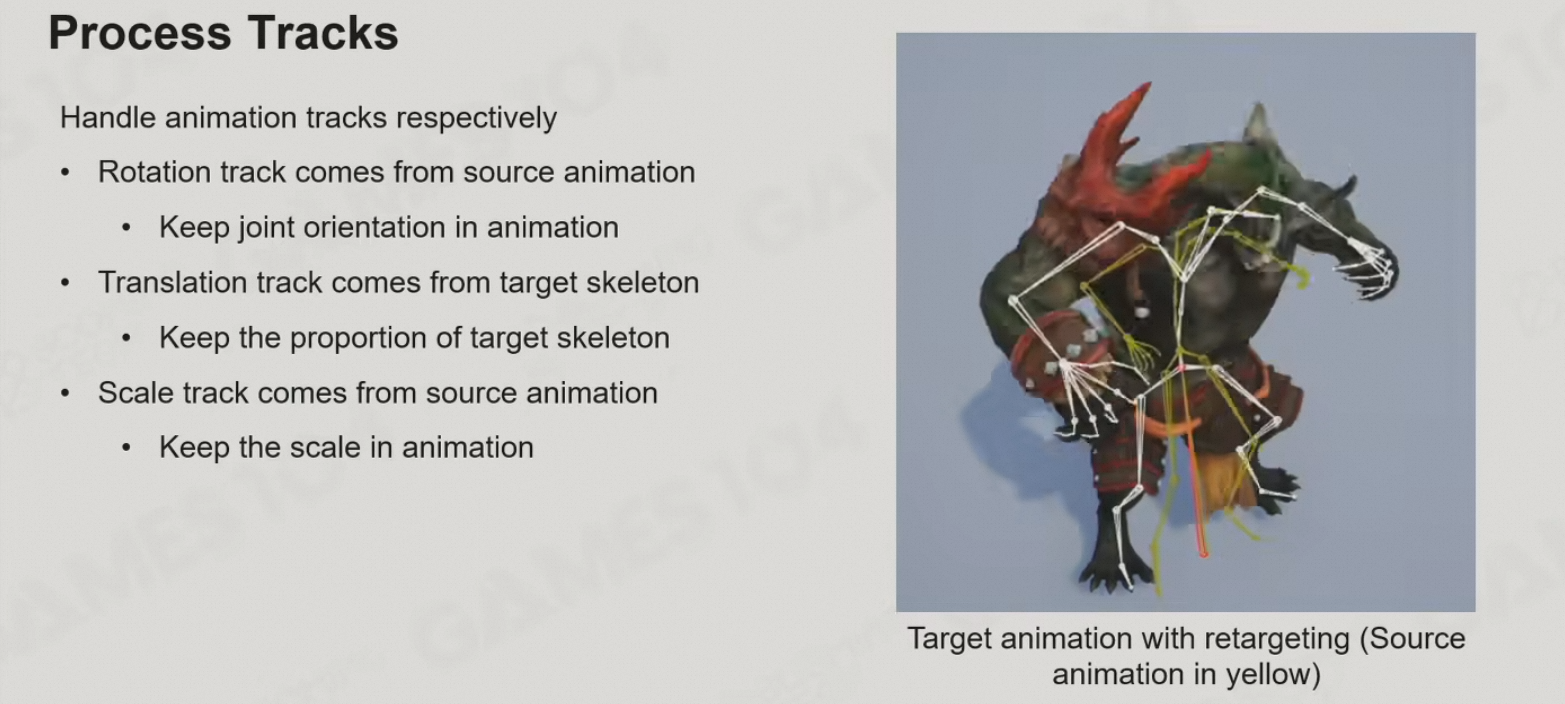 Process Tracks
Handle animation tracks respectively
• Rotation track comes from source animation
• Keep joint orientation in animation
• Translation track comes from target skeleton
• Keep the proportion of target skeleton
• Scale track comes from source animation
• Keep the scale in animation
Target animation with retargeting (Source
animation in yellow)
GAMES104